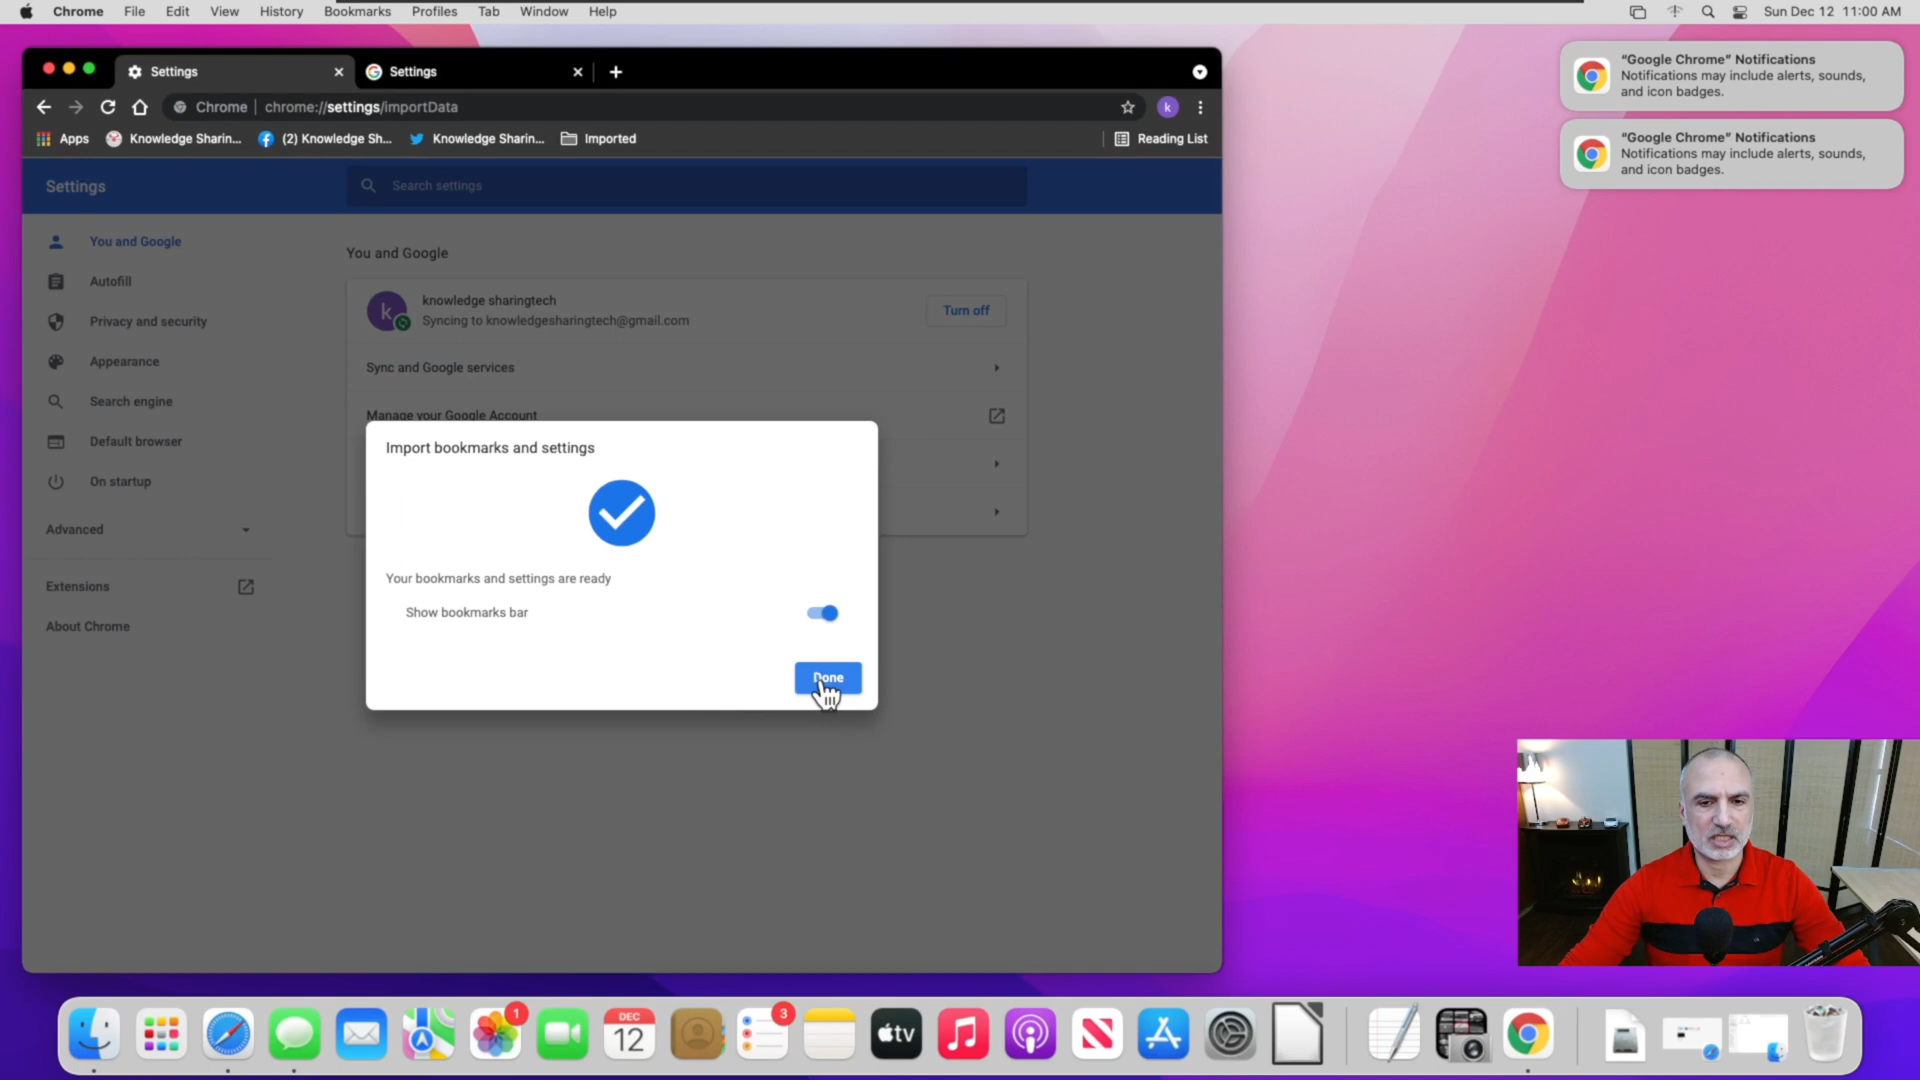 Chrome File Edit View History Bookmarks Profiles Tab Window Help
Sun Dec 12 11:00 AM
"Google Chrome" Notifications
Notifications may include alerts, sounds,
and icon badges.
"Google Chrome" Notifications
Notifications may include alerts, sounds,
and icon badges.
Settings
Settings
Chrome | chrome://settings/importData
k
Apps
Knowledge Sharin...
(2) Knowledge Sh...
Knowledge Sharin...
Imported
Reading List
Settings
Search settings
You and Google
Autofill
Privacy and security
Appearance
Search engine
Default browser
On startup
Advanced
Extensions
About Chrome
You and Google
k
knowledge sharingtech
Syncing to knowledgesharingtech@gmail.com
Turn off
Sync and Google services
Manage your Google Account
Import bookmarks and settings
Your bookmarks and settings are ready
Show bookmarks bar
Done
1
DEC
12
3
tv